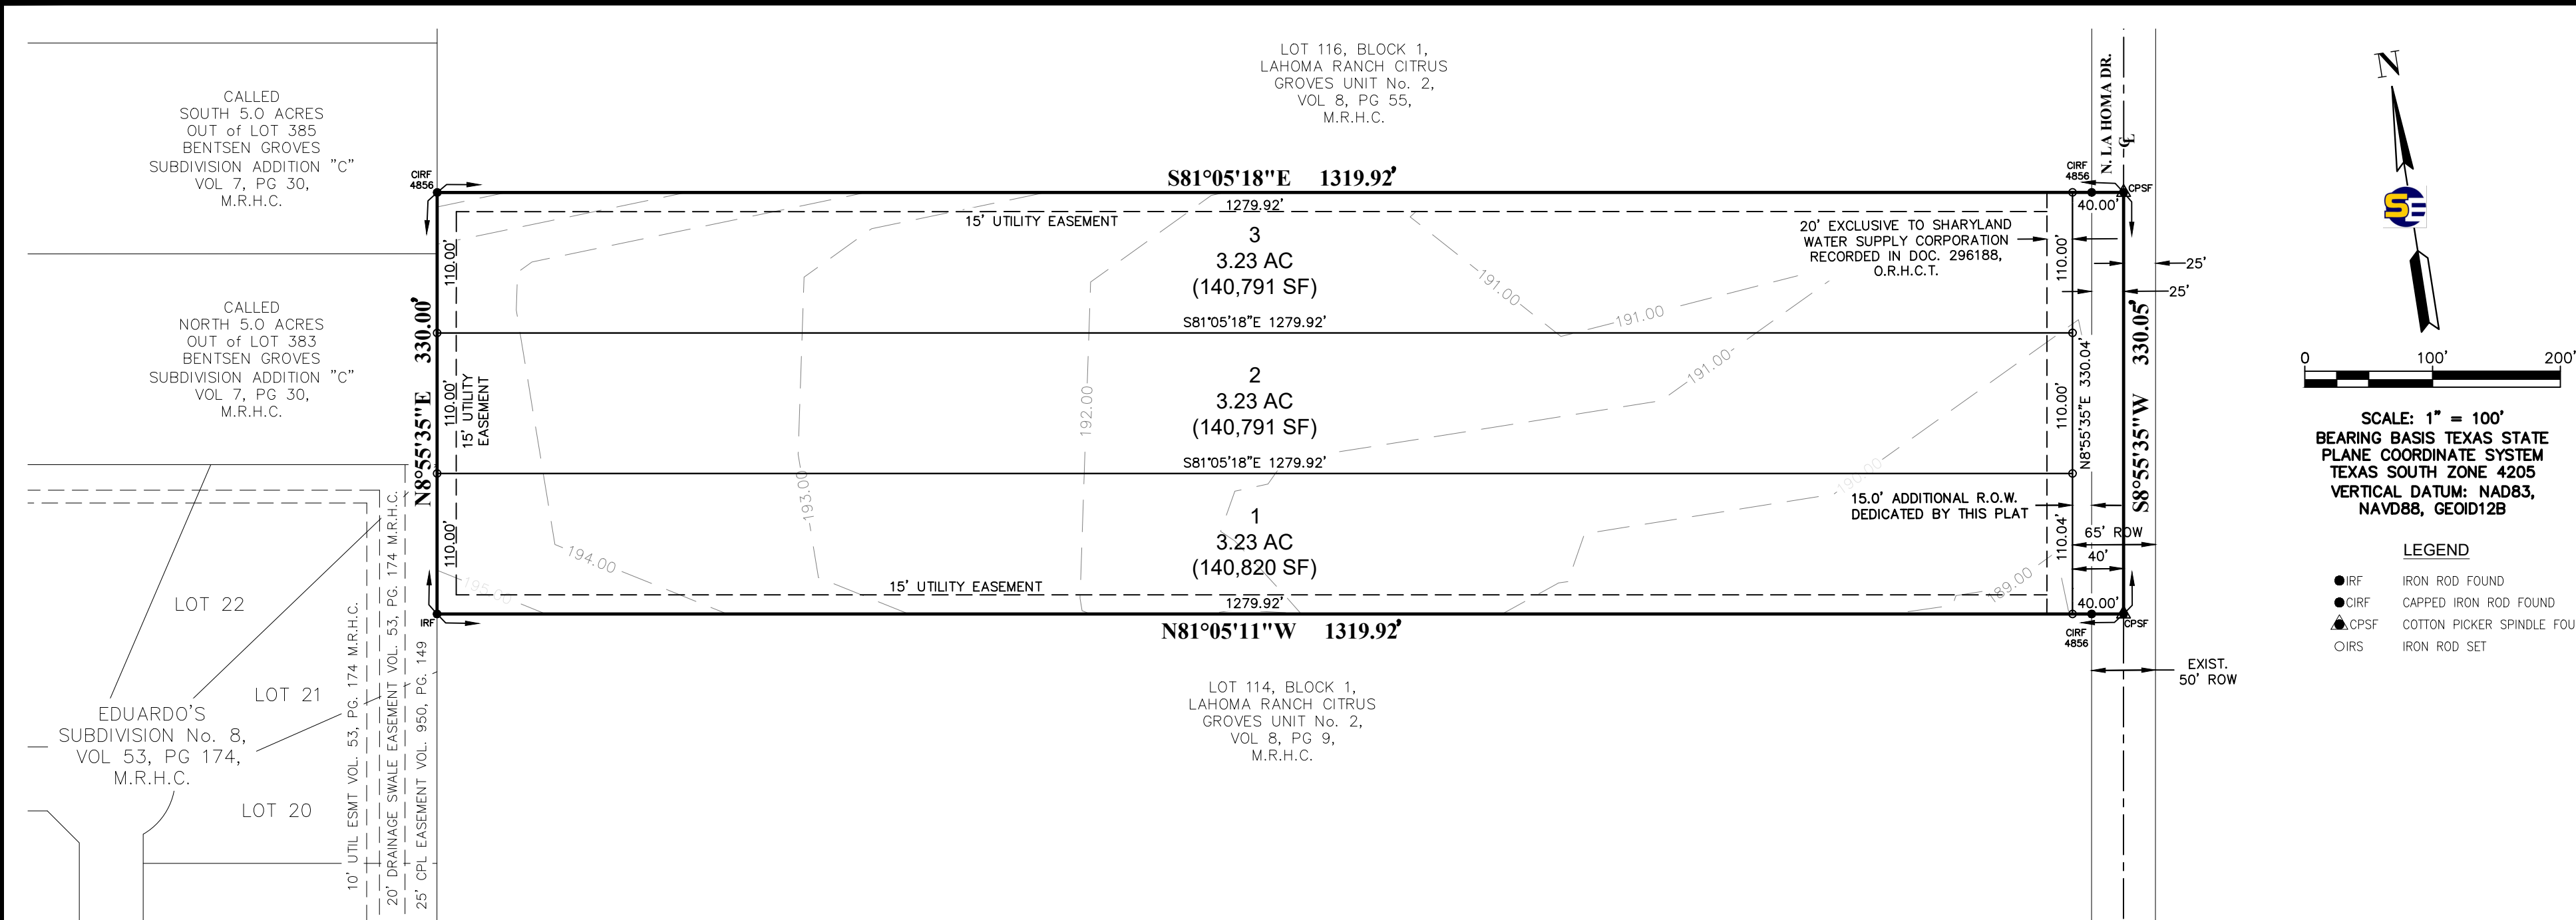 LOT 116, BLOCK 1,
LAHOMA RANCH CITRUS
GROVES UNIT No. 2,
VOL 8, PG 55,
M.R.H.C.
CALLED
SOUTH 5.0 ACRES
OUT of LOT 385
BENTSEN GROVES
SUBDIVISION ADDITION "C"
VOL 7, PG 30,
M.R.H.C.
CALLED
NORTH 5.0 ACRES
OUT of LOT 383
BENTSEN GROVES
SUBDIVISION ADDITION "C"
VOL 7, PG 30,
M.R.H.C.
N. LA HOMA DR.
CL
CIRF
4856
S81°05'18"E 1319.92'
CIRF
4856
CPSF
1279.92'
40.00'
15' UTILITY EASEMENT
20' EXCLUSIVE TO SHARYLAND
WATER SUPPLY CORPORATION
RECORDED IN DOC. 296188,
O.R.H.C.T.
3
3.23 AC
(140,791 SF)
110.00'
110.00'
25'
25'
191.00
191.00
S81°05'18"E 1279.92'
N8°55'35"E 330.00'
N8°55'35"E 330.04'
S8°55'35"W 330.05'
2
3.23 AC
(140,791 SF)
110.00'
110.00'
15' UTILITY
EASEMENT
192.00
191.00
S81°05'18"E 1279.92'
193.00
190.00
15.0' ADDITIONAL R.O.W.
DEDICATED BY THIS PLAT
1
3.23 AC
(140,820 SF)
110.00'
110.04'
65' ROW
40'
194.00
195.00
189.00
15' UTILITY EASEMENT
1279.92'
40.00'
IRF
N81°05'11"W 1319.92'
CIRF
4856
CPSF
EXIST.
50' ROW
LOT 114, BLOCK 1,
LAHOMA RANCH CITRUS
GROVES UNIT No. 2,
VOL 8, PG 9,
M.R.H.C.
LOT 22
LOT 21
EDUARDO'S
SUBDIVISION No. 8,
VOL 53, PG 174,
M.R.H.C.
LOT 20
10' UTIL ESMT VOL. 53, PG. 174 M.R.H.C.
20' DRAINAGE SWALE EASEMENT VOL. 53, PG. 174 M.R.H.C.
25' CPL EASEMENT VOL. 950, PG. 149
N
SE
0 100' 200'
SCALE: 1" = 100'
BEARING BASIS TEXAS STATE
PLANE COORDINATE SYSTEM
TEXAS SOUTH ZONE 4205
VERTICAL DATUM: NAD83,
NAVD88, GEOID12B
LEGEND
IRF IRON ROD FOUND
CIRF CAPPED IRON ROD FOUND
CPSF COTTON PICKER SPINDLE FOU
IRS IRON ROD SET